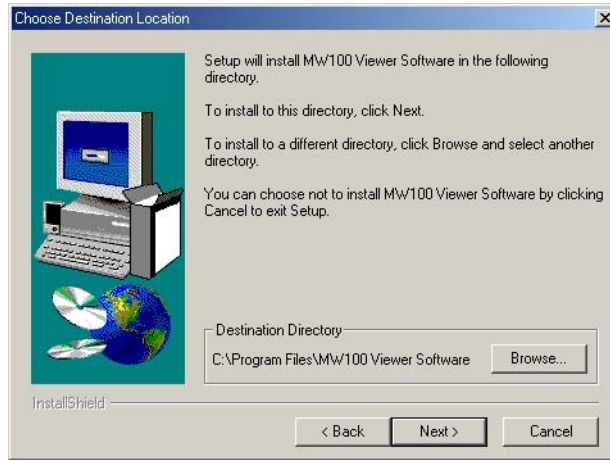 Choose Destination Location
Setup will install MW100 Viewer Software in the following
directory.
To install to this directory, click Next.
To install to a different directory, click Browse and select another
directory.
You can choose not to install MW100 Viewer Software by clicking
Cancel to exit Setup.
Destination Directory
C:\Program Files\MW100 Viewer Software
Browse...
InstallShield
< Back
Next >
Cancel